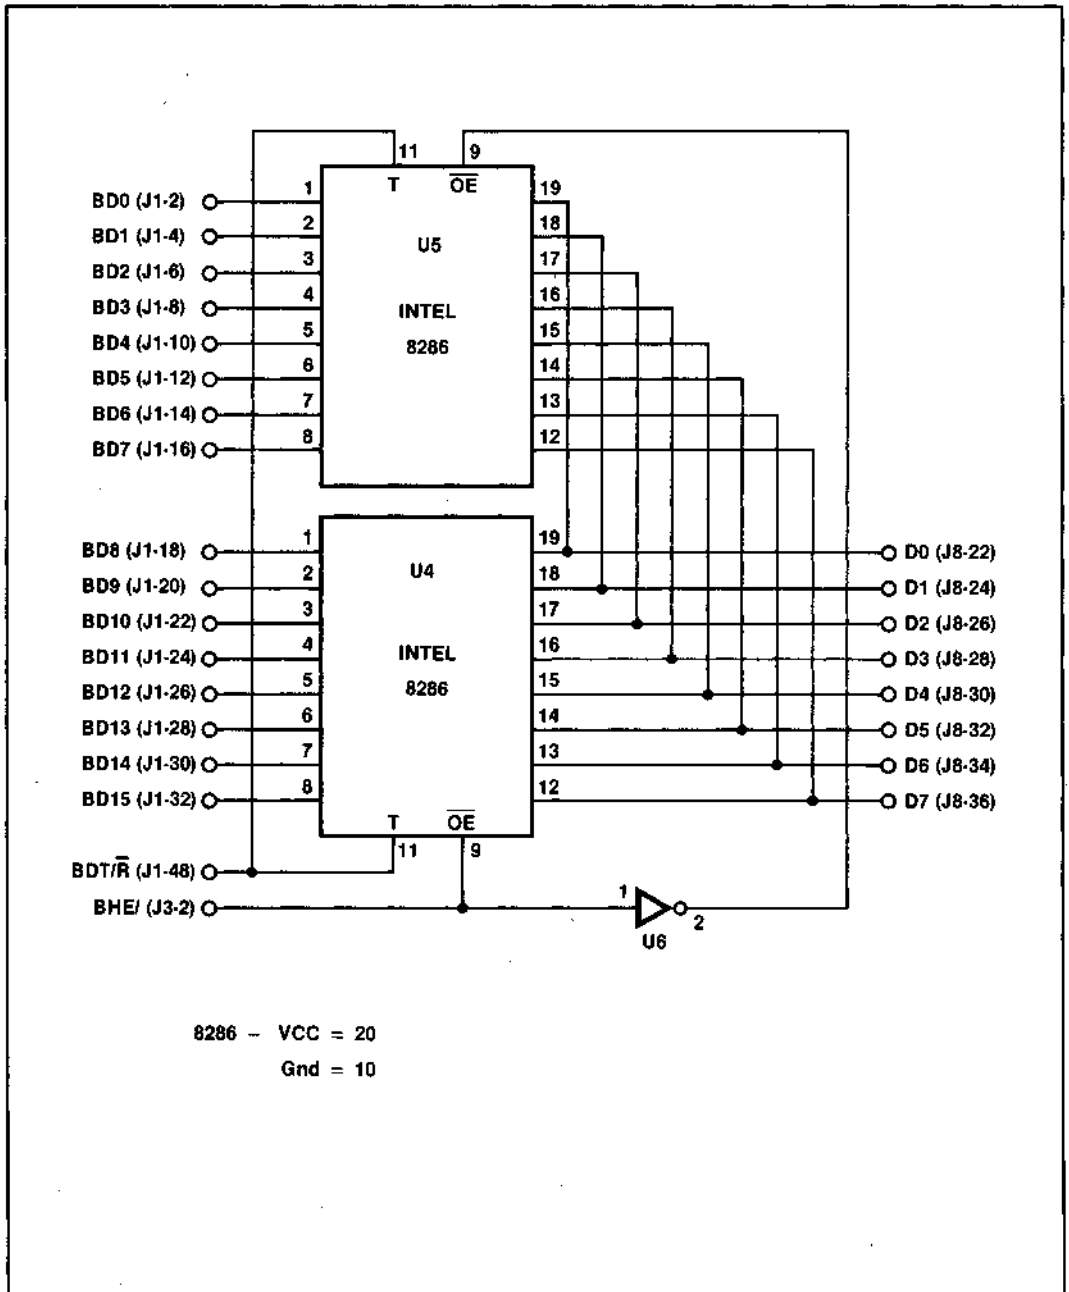 11 9
T O̅E̅
BD0 (J1-2) 1 19
BD1 (J1-4) 2 18
U5
BD2 (J1-6) 3 17
BD3 (J1-8) 4 16
INTEL
BD4 (J1-10) 5 15
8286
BD5 (J1-12) 6 14
BD6 (J1-14) 7 13
BD7 (J1-16) 8 12
BD8 (J1-18) 1 19 D0 (J8-22)
U4
BD9 (J1-20) 2 18 D1 (J8-24)
BD10 (J1-22) 3 17 D2 (J8-26)
BD11 (J1-24) 4 INTEL 16 D3 (J8-28)
BD12 (J1-26) 5 8286 15 D4 (J8-30)
BD13 (J1-28) 6 14 D5 (J8-32)
BD14 (J1-30) 7 13 D6 (J8-34)
BD15 (J1-32) 8 12 D7 (J8-36)
T O̅E̅
11 9
BDT/R̅ (J1-48)
BHE/ (J3-2) 1 2
U6
8286 – VCC = 20
Gnd = 10